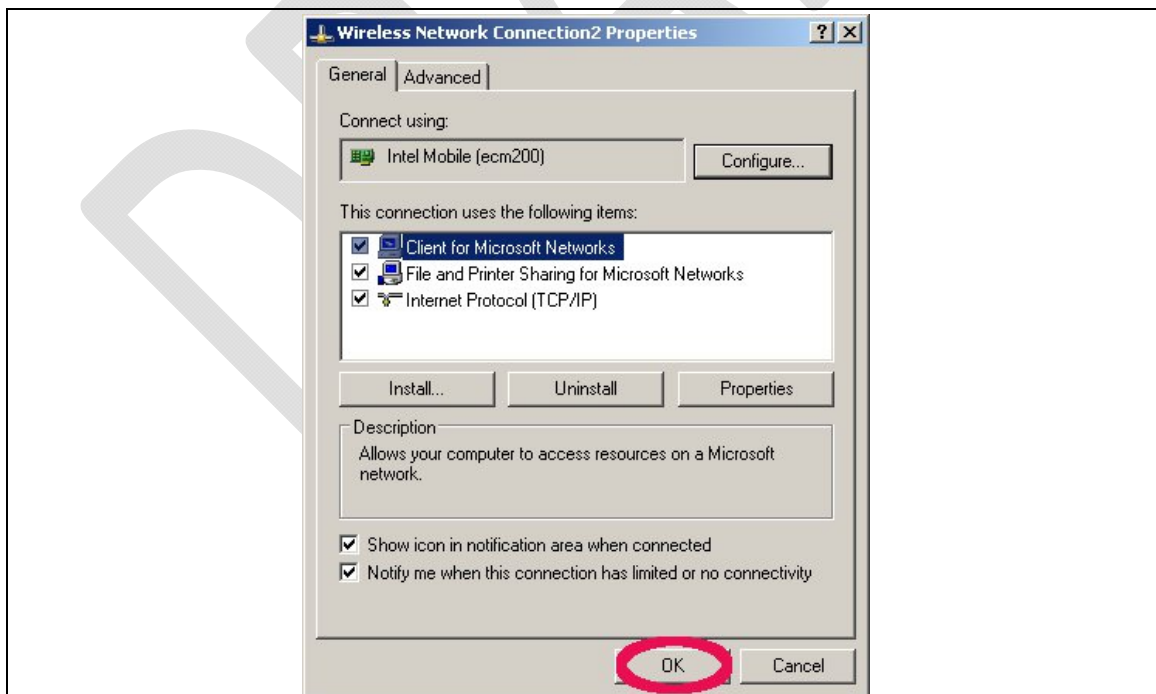 Wireless Network Connection2 Properties
General Advanced
Connect using:
Intel Mobile (ecm200) Configure...
This connection uses the following items:
Client for Microsoft Networks
File and Printer Sharing for Microsoft Networks
Internet Protocol (TCP/IP)
Install... Uninstall Properties
Description
Allows your computer to access resources on a Microsoft
network.
Show icon in notification area when connected
Notify me when this connection has limited or no connectivity
OK Cancel